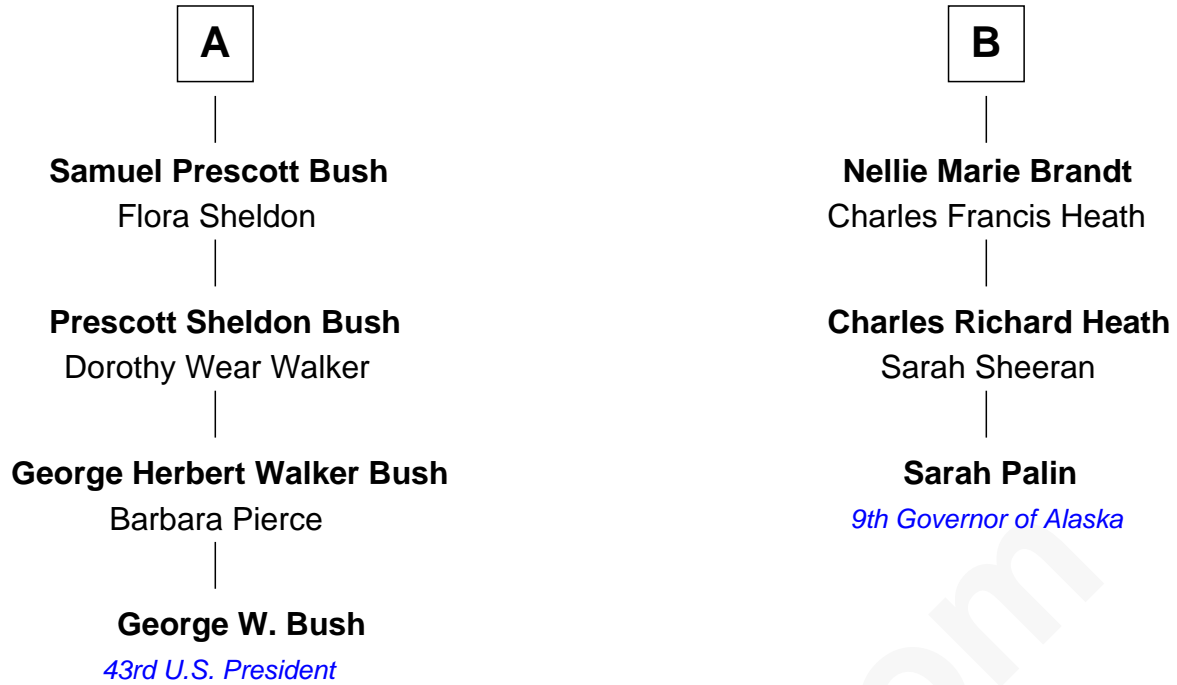 A
Samuel Prescott Bush
Flora Sheldon
Prescott Sheldon Bush
Dorothy Wear Walker
George Herbert Walker Bush
Barbara Pierce
George W. Bush
43rd U.S. President
B
Nellie Marie Brandt
Charles Francis Heath
Charles Richard Heath
Sarah Sheeran
Sarah Palin
9th Governor of Alaska
om